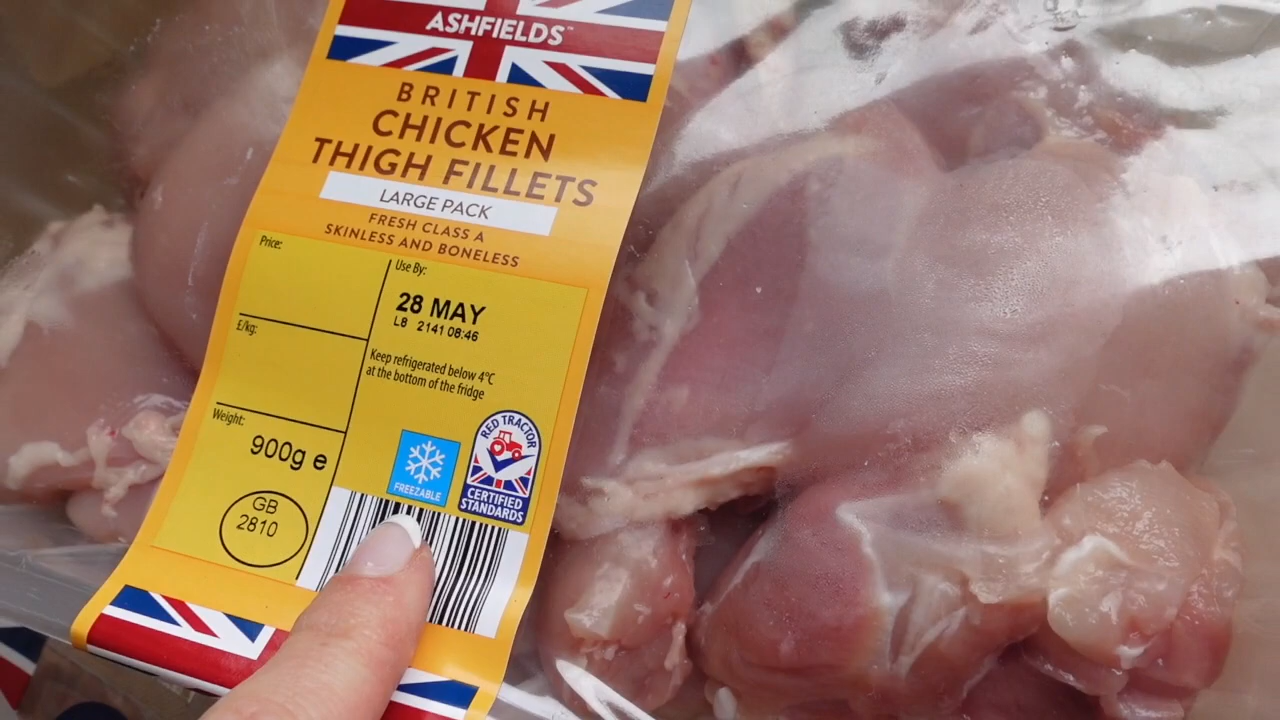 ASHFIELDS™
BRITISH
CHICKEN
THIGH FILLETS
LARGE PACK
FRESH CLASS A
SKINLESS AND BONELESS
Price:
£/kg:
Weight:
900g e
GB
2810
Use By:
28 MAY
L8 2141 08:46
Keep refrigerated below 4°C
at the bottom of the fridge
FREEZABLE
RED TRACTOR
CERTIFIED
STANDARDS